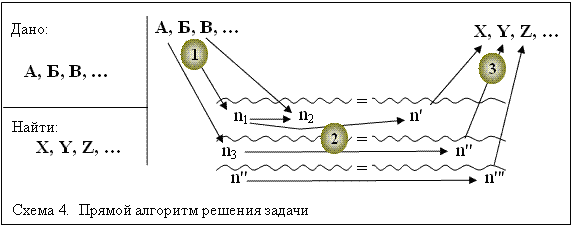 Дано:
А, Б, В, …
Найти:
X, Y, Z, …
А, Б, В, …
X, Y, Z, …
1
3
=
n₁ n₂ n'
2
=
n₃ n''
=
n'' n'''
Схема 4. Прямой алгоритм решения задачи